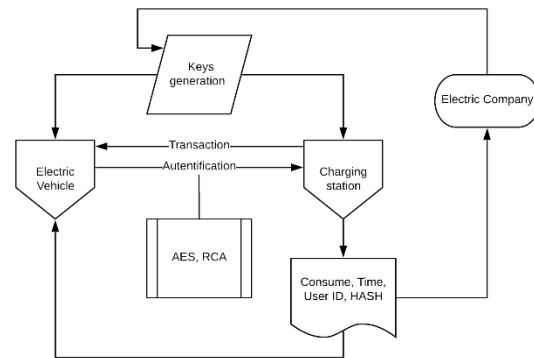 Keys
generation
Electric Company
Transaction
Autentification
Electric
Vehicle
Charging
station
AES, RCA
Consume, Time,
User ID, HASH